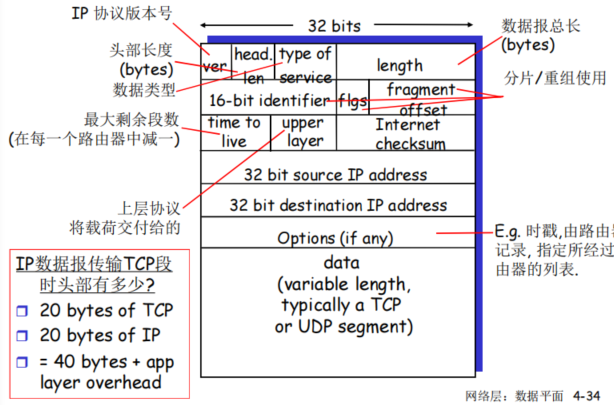 IP 协议版本号
32 bits
数据报总长
(bytes)
头部长度
(bytes)
ver
head.
len
type of
service
length
数据类型
分片/重组使用
16-bit identifier
flgs
fragment
offset
最大剩余段数
(在每一个路由器中减一)
time to
live
upper
layer
Internet
checksum
32 bit source IP address
上层协议
将载荷交付给的
32 bit destination IP address
Options (if any)
E.g. 时戳,由路由
记录, 指定所经过
由器的列表.
data
(variable length,
typically a TCP
or UDP segment)
IP数据报传输TCP段
时头部有多少?
20 bytes of TCP
20 bytes of IP
= 40 bytes + app
layer overhead
网络层：数据平面 4-34